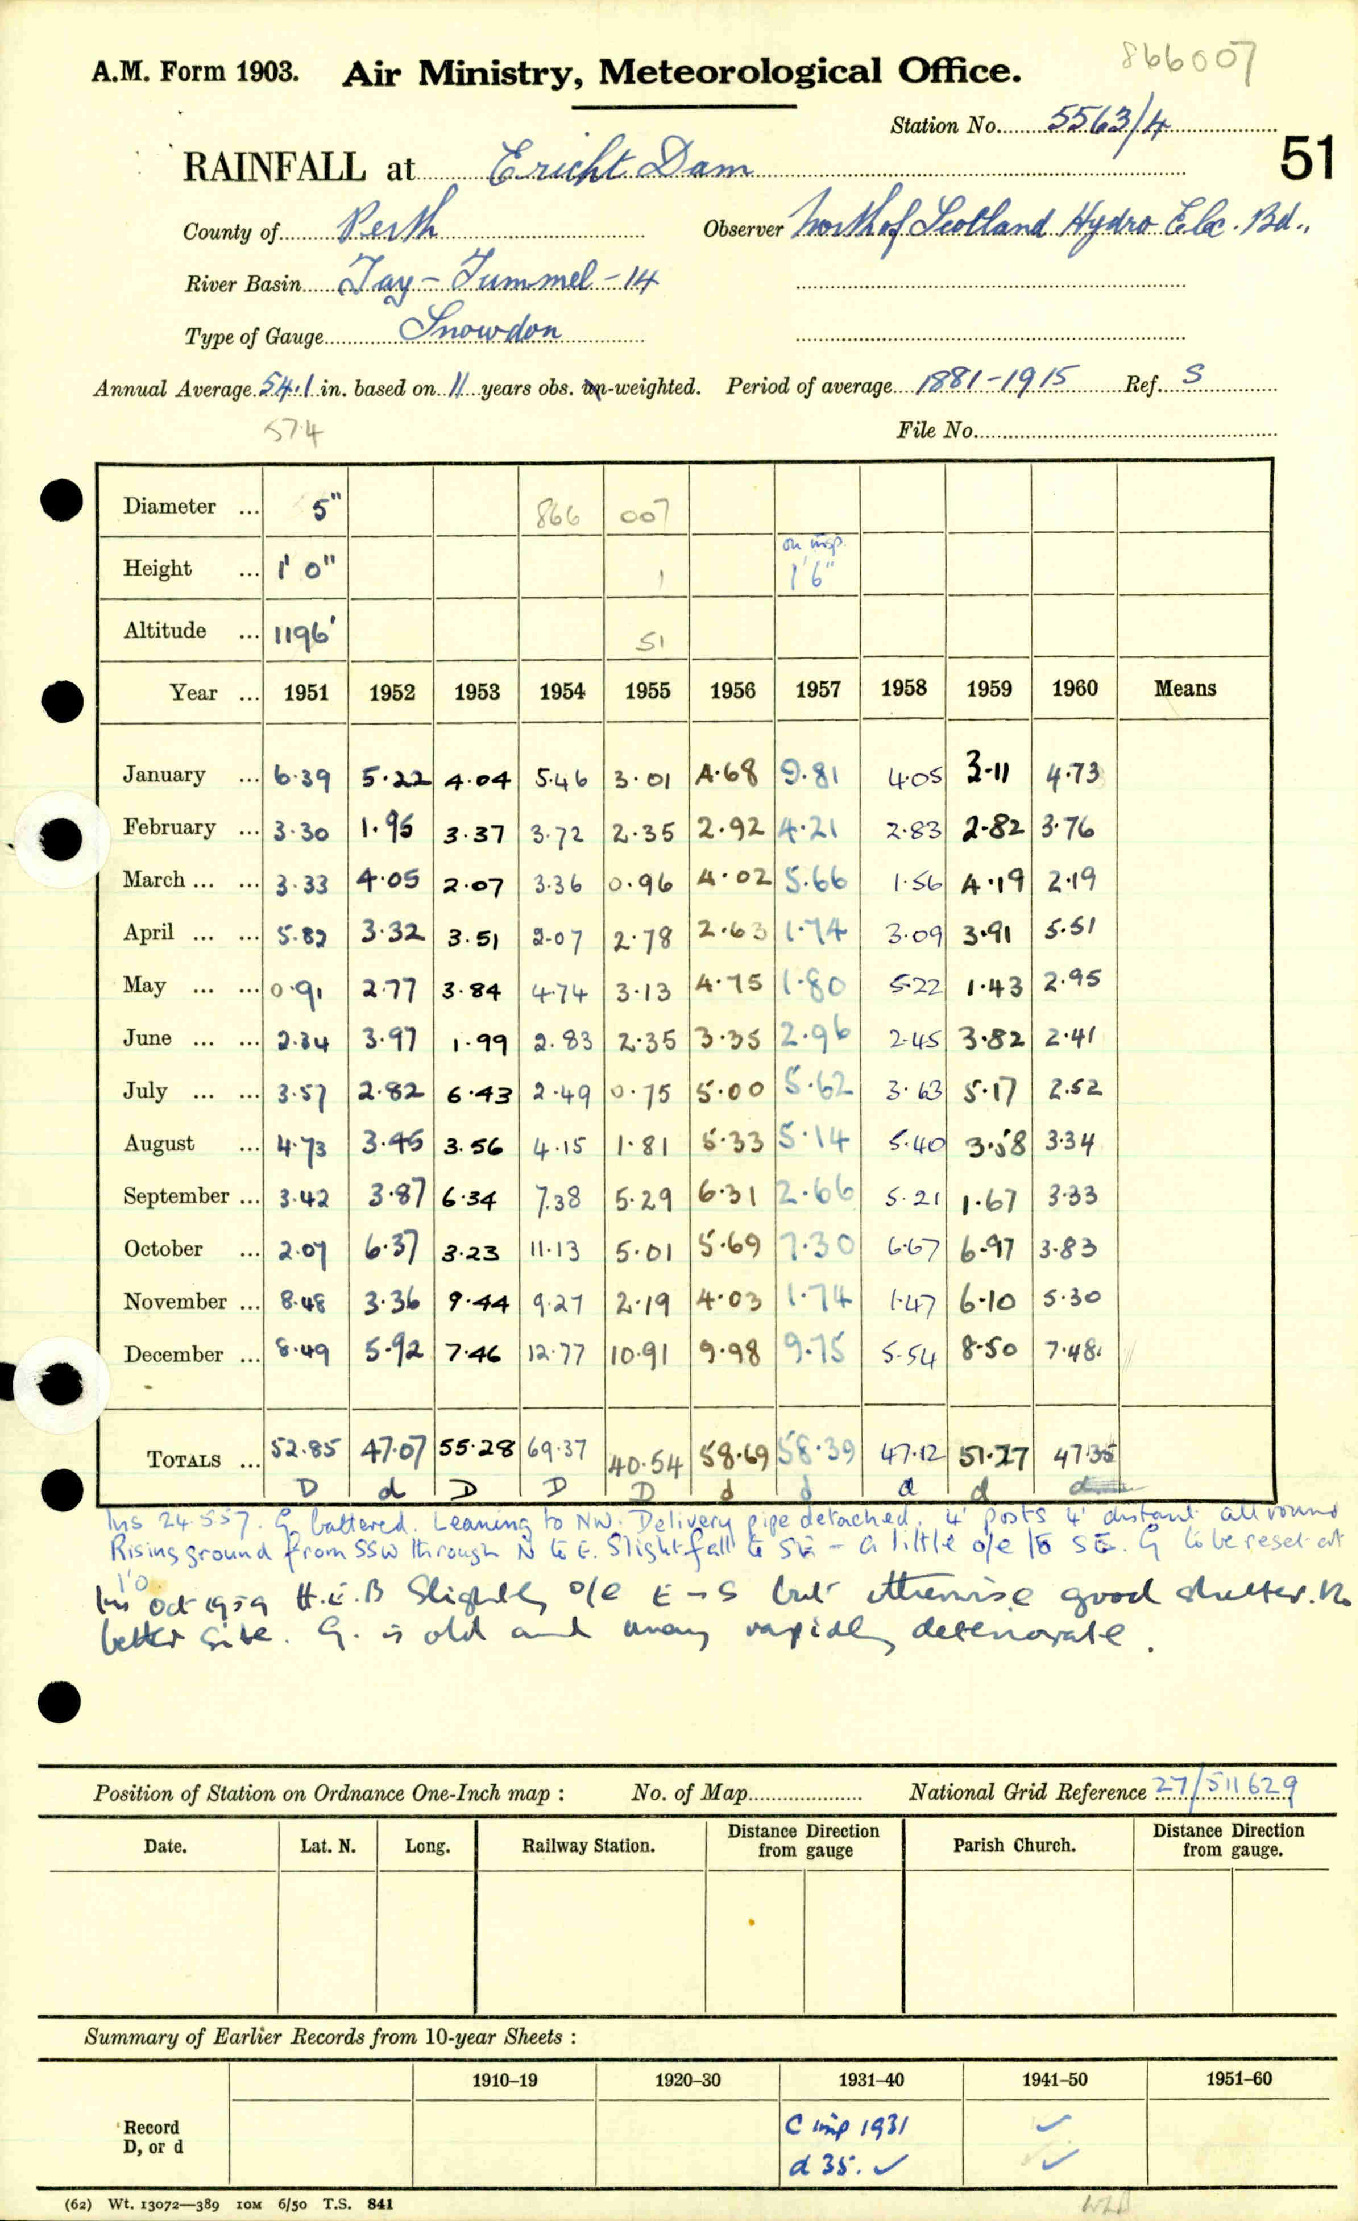 866007
A.M. Form 1903. Air Ministry, Meteorological Office.
Station No. 5563/4
51
RAINFALL at Ericht Dam
County of Perth Observer North of Scotland Hydro Elec. Bd.,
River Basin Tay - Tummel - 14
Type of Gauge Snowdon
Annual Average 54.1 in. based on 11 years obs. un-weighted. Period of average 1881-1915 Ref. S
57.4
File No.
Diameter ... 5" 866 007
Height ... 1' 0" 1 on insp. 1'6"
Altitude ... 1196' 51
Year ... 1951 1952 1953 1954 1955 1956 1957 1958 1959 1960 Means
January ... 6.39 5.22 4.04 5.46 3.01 4.68 9.81 4.05 3.11 4.73
February ... 3.30 1.95 3.37 3.72 2.35 2.92 4.21 2.83 2.82 3.76
March ... ... 3.33 4.05 2.07 3.36 0.96 4.02 5.66 1.56 4.19 2.19
April ... ... 5.82 3.32 3.51 2.07 2.78 2.63 1.74 3.09 3.91 5.51
May ... ... 0.91 2.77 3.84 4.74 3.13 4.75 1.80 5.22 1.43 2.95
June ... ... 2.34 3.97 1.99 2.83 2.35 3.35 2.96 2.45 3.82 2.41
July ... ... 3.57 2.82 6.43 2.49 0.75 5.00 5.62 3.63 5.17 2.52
August ... 4.73 3.45 3.56 4.15 1.81 5.33 5.14 5.40 3.58 3.34
September ... 3.42 3.87 6.34 7.38 5.29 6.31 2.66 5.21 1.67 3.33
October ... 2.07 6.37 3.23 11.13 5.01 5.69 7.30 6.67 6.97 3.83
November ... 8.48 3.36 9.44 9.27 2.19 4.03 1.74 1.47 6.10 5.30
December ... 8.49 5.92 7.46 12.77 10.91 9.98 9.75 5.54 8.50 7.48
TOTALS ... 52.85 47.07 55.28 69.37 40.54 58.69 58.39 47.12 51.27 47.35
D d D D D d d d d d
Ins 24.5.57. G battered. Leaning to NW. Delivery pipe detached. 4' posts 4' distant all round
Rising ground from SSW through N to E. Slight fall to SE - a little o/e to SE. G to be reset at
1'0
Ins Oct 1959 H.E.B Slightly o/e E-S but otherwise good shelter. No
better site. G. is old and may rapidly deteriorate.
Position of Station on Ordnance One-Inch map : No. of Map National Grid Reference 27/511629
Date. Lat. N. Long. Railway Station. Distance Direction from gauge Parish Church. Distance Direction from gauge.
Summary of Earlier Records from 10-year Sheets :
1910-19 1920-30 1931-40 1941-50 1951-60
Record C inp 1931 ✓
D, or d d 35. ✓ ✓
(62) Wt. 13072—389 10M 6/50 T.S. 841